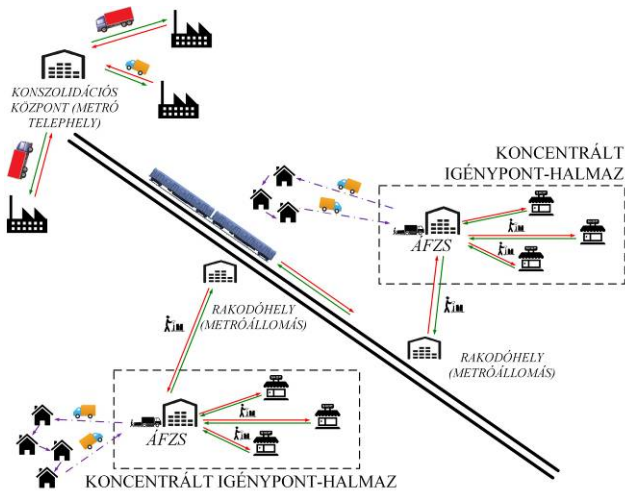 KONSZOLIDÁCIÓS
KÖZPONT (METRÓ
TELEPHELY)
KONCENTRÁLT
IGÉNYPONT-HALMAZ
ÁFZS
RAKODÓHELY
(METRÓÁLLOMÁS)
RAKODÓHELY
(METRÓÁLLOMÁS)
ÁFZS
KONCENTRÁLT IGÉNYPONT-HALMAZ